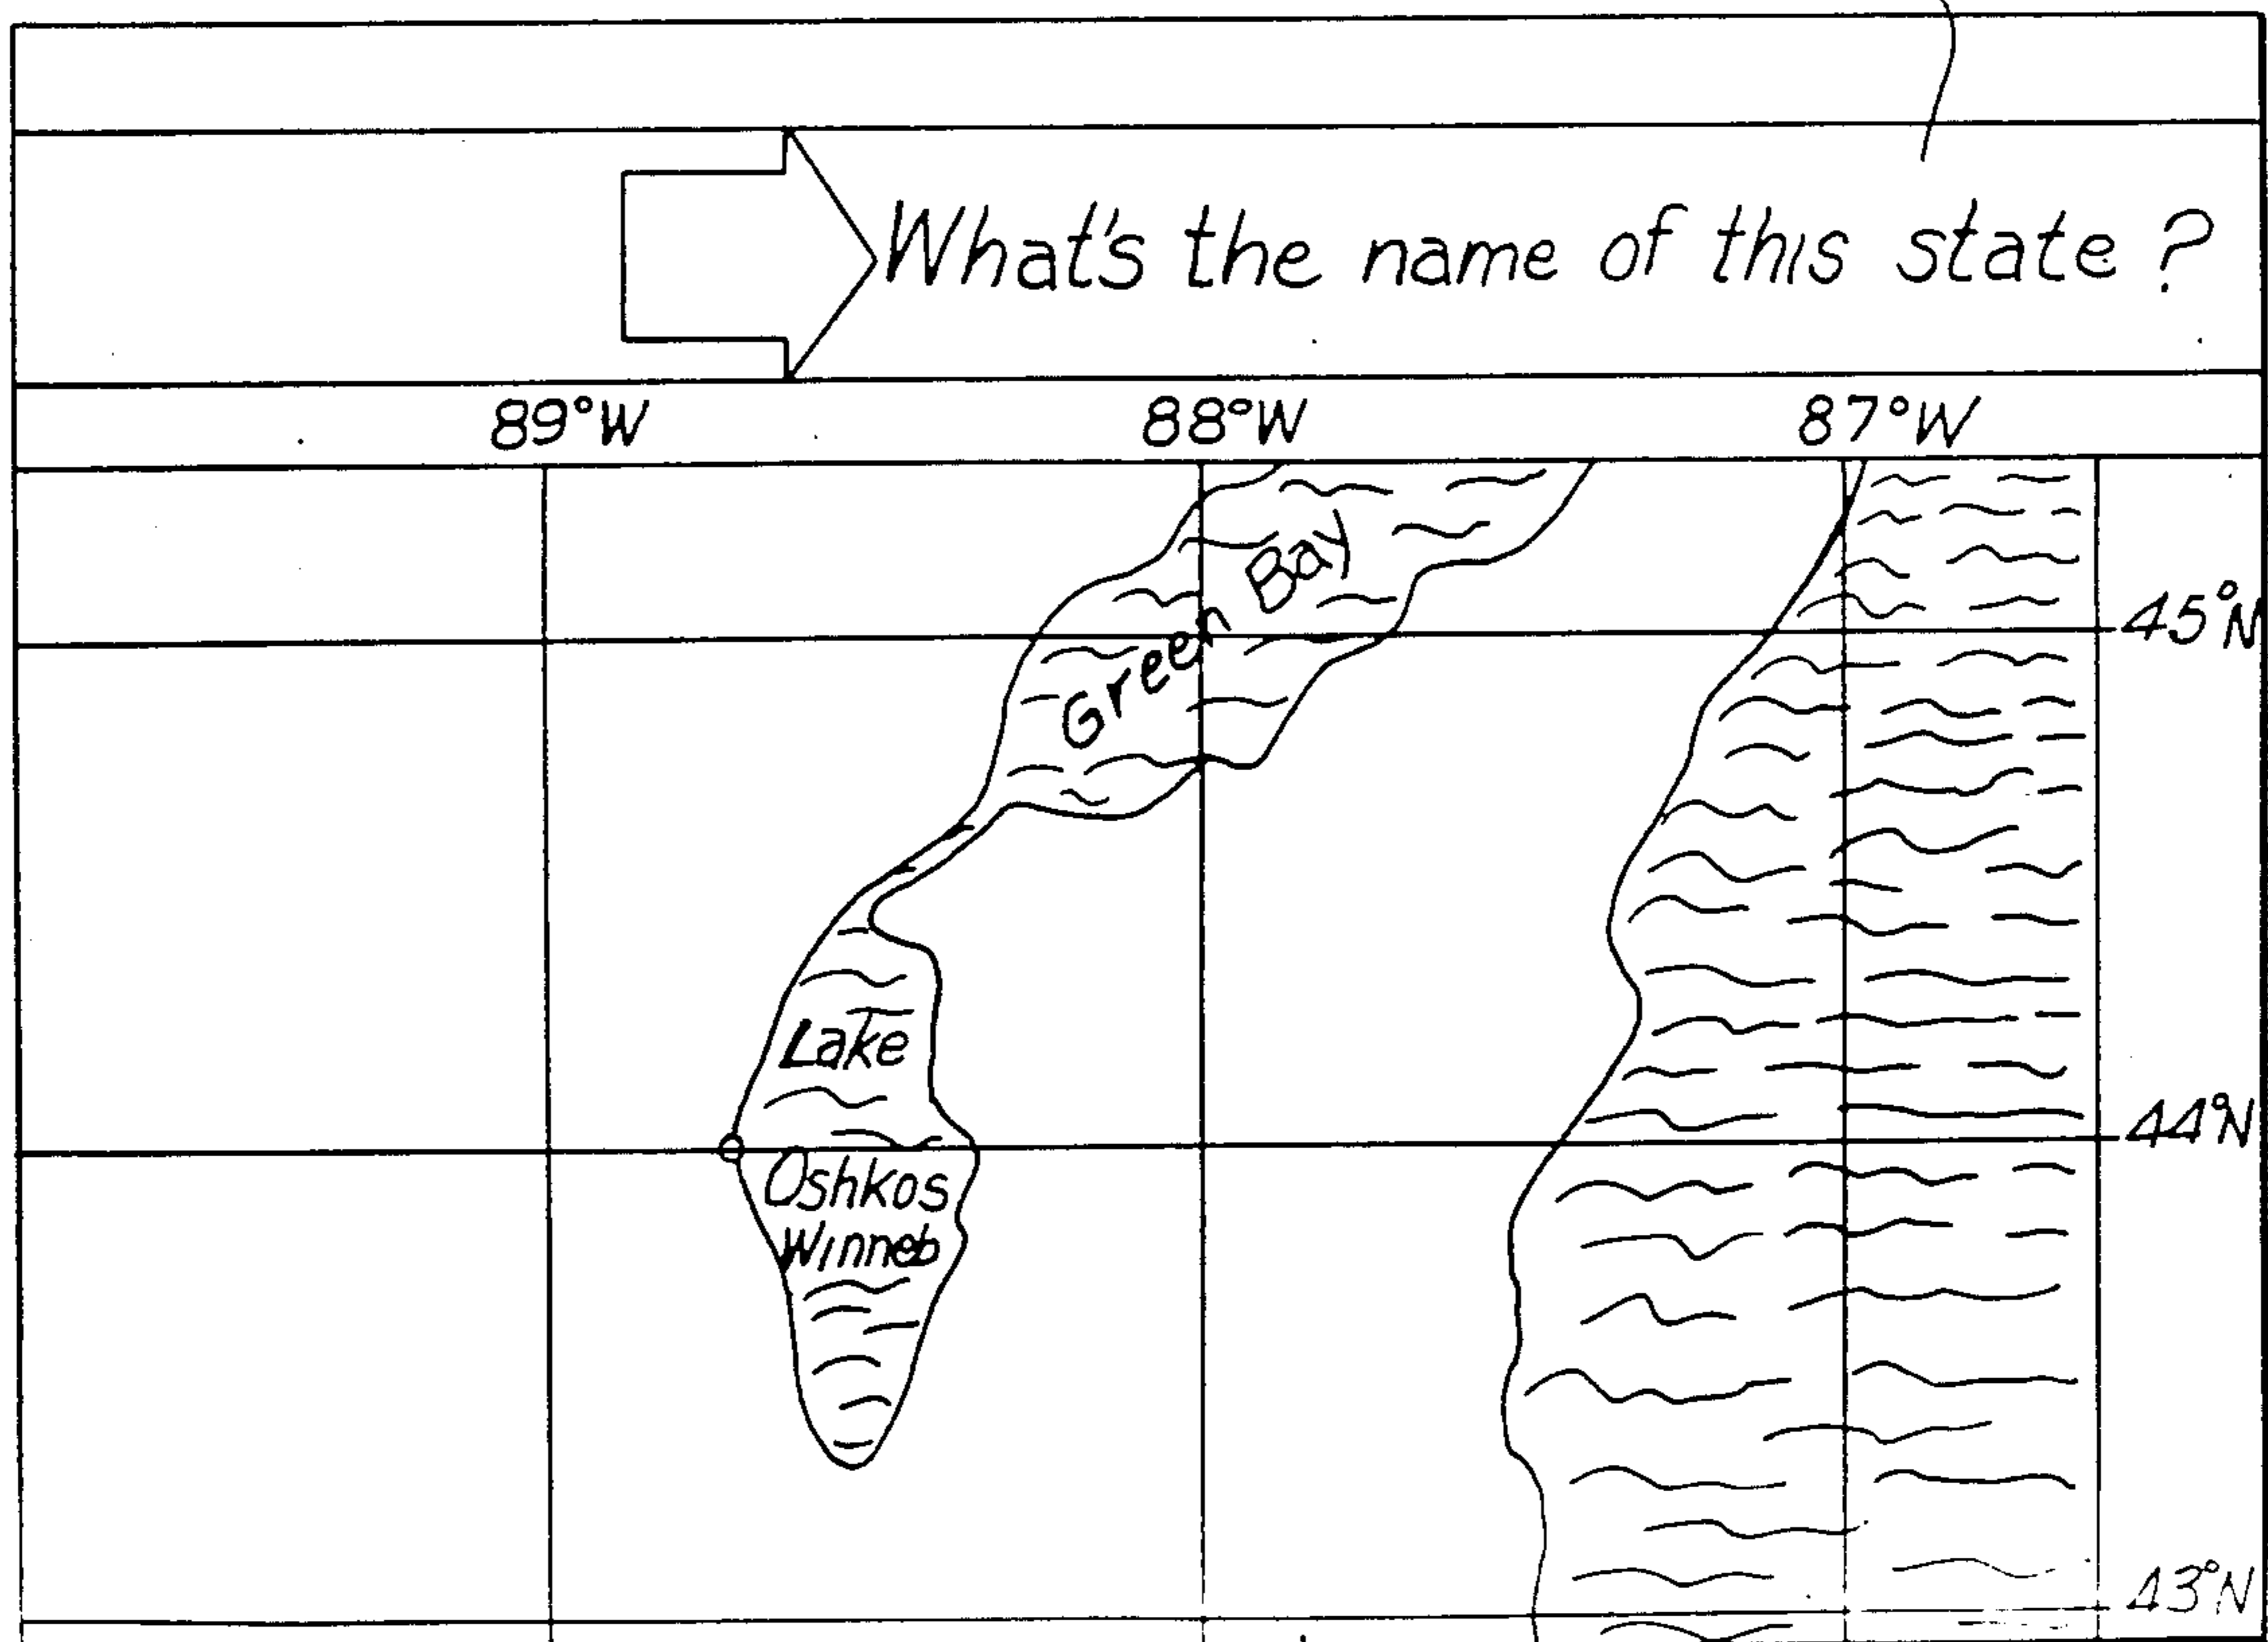 What's the name of this state?
89°W 88°W 87°W
Green Bay
45°N
Lake
44°N
Oshkos
Winneb
43°N